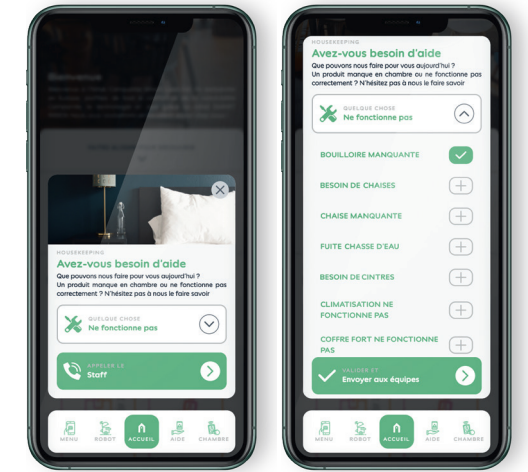 Bienvenue
HOUSEKEEPING
Avez-vous besoin d'aide
Que pouvons nous faire pour vous aujourd'hui ?
Un produit manque en chambre ou ne fonctionne pas
correctement ? N'hésitez pas à nous le faire savoir
QUELQUE CHOSE
Ne fonctionne pas
APPELER LE
Staff
MENU
ROBOT
ACCUEIL
AIDE
CHAMBRE
HOUSEKEEPING
Avez-vous besoin d'aide
Que pouvons nous faire pour vous aujourd'hui ?
Un produit manque en chambre ou ne fonctionne pas
correctement ? N'hésitez pas à nous le faire savoir
QUELQUE CHOSE
Ne fonctionne pas
BOUILLOIRE MANQUANTE
BESOIN DE CHAISES
CHAISE MANQUANTE
FUITE CHASSE D'EAU
BESOIN DE CINTRES
CLIMATISATION NE
FONCTIONNE PAS
COFFRE FORT NE FONCTIONNE
PAS
VALIDER ET
Envoyer aux équipes
MENU
ROBOT
ACCUEIL
AIDE
CHAMBRE